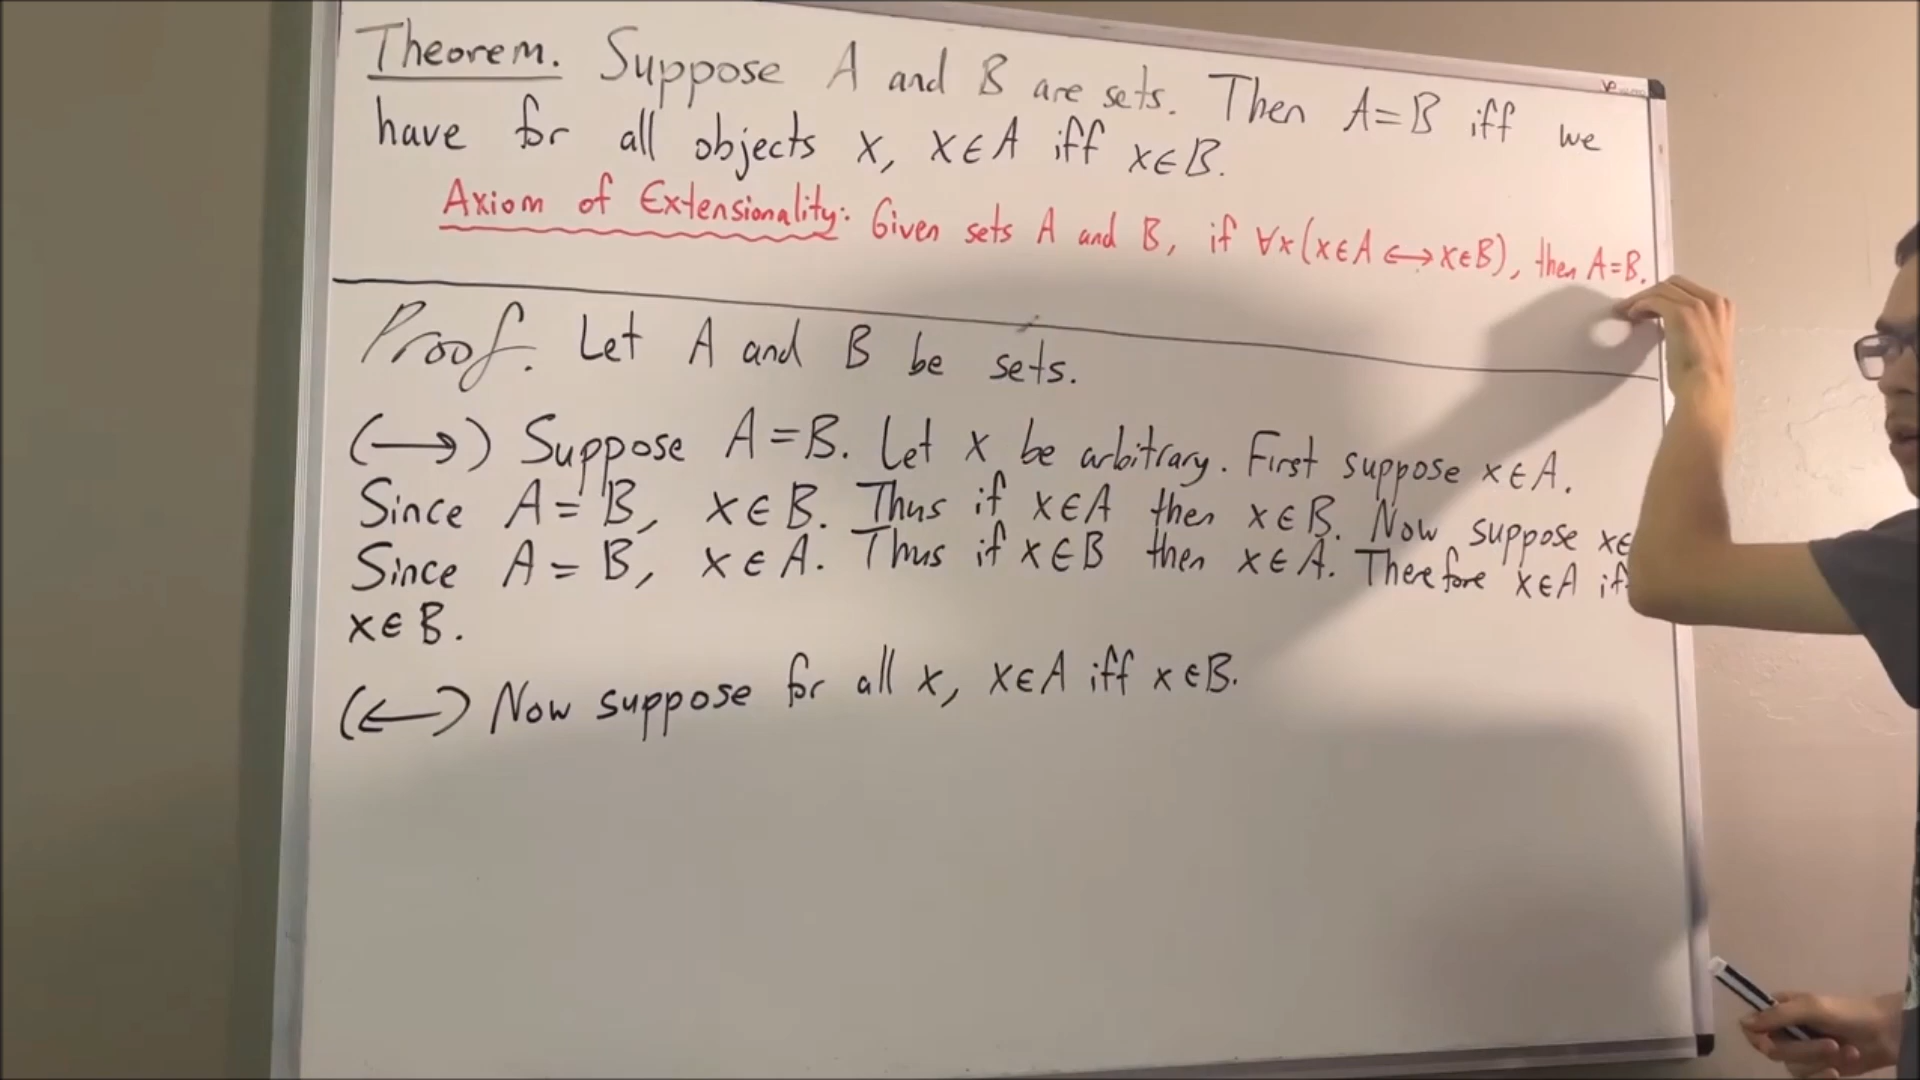 Theorem. Suppose A and B are sets. Then A=B iff we
have for all objects x, x∈A iff x∈B.
Axiom of Extensionality: Given sets A and B, if ∀x(x∈A ⟷ x∈B), then A=B.
Proof. Let A and B be sets.
(⟶) Suppose A=B. Let x be arbitrary. First suppose x∈A.
Since A=B, x∈B. Thus if x∈A then x∈B. Now suppose x∈
Since A=B, x∈A. Thus if x∈B then x∈A. Therefore x∈A
x∈B.
(⟵) Now suppose for all x, x∈A iff x∈B.